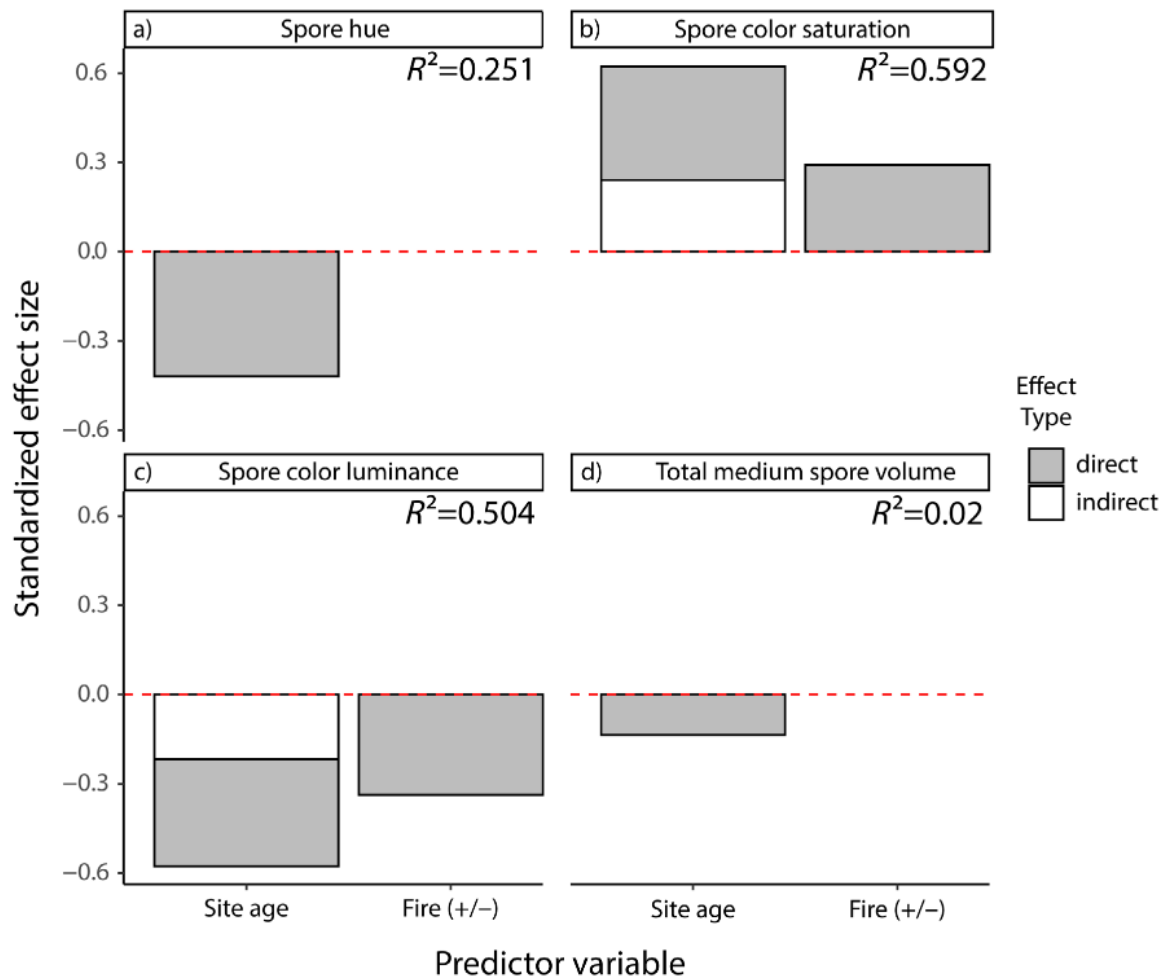 a) Spore hue
R²=0.251
b) Spore color saturation
R²=0.592
0.6
0.3
0.0
−0.3
−0.6
c) Spore color luminance
R²=0.504
d) Total medium spore volume
R²=0.02
0.6
0.3
0.0
−0.3
−0.6
Standardized effect size
Site age
Fire (+/−)
Site age
Fire (+/−)
Predictor variable
Effect
Type
direct
indirect